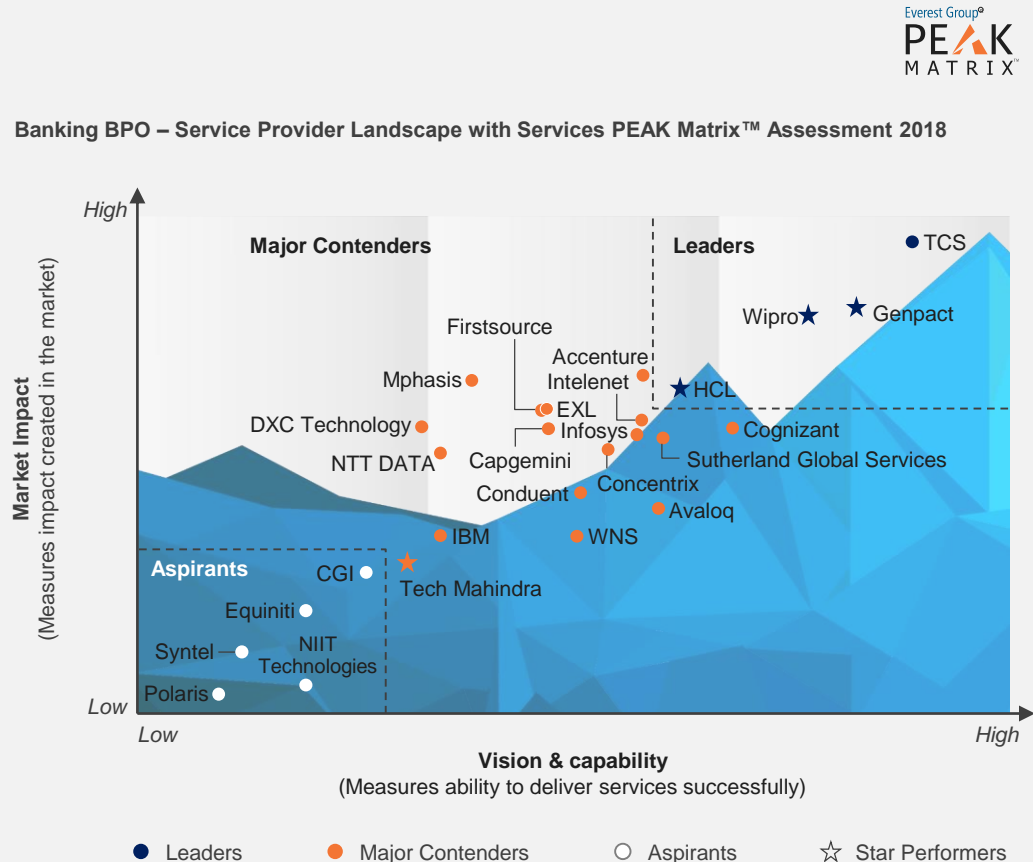 Everest Group®
PEAK
MATRIX™
Banking BPO – Service Provider Landscape with Services PEAK Matrix™ Assessment 2018
High
Major Contenders
Leaders
TCS
Wipro
Genpact
Firstsource
Accenture
Mphasis
Intelenet
HCL
EXL
DXC Technology
Infosys
Cognizant
NTT DATA
Capgemini
Sutherland Global Services
Conduent
Concentrix
Avaloq
IBM
WNS
Aspirants
CGI
Tech Mahindra
Equiniti
Syntel
NIIT
Technologies
Polaris
Low
Market Impact
(Measures impact created in the market)
Low
High
Vision & capability
(Measures ability to deliver services successfully)
Leaders
Major Contenders
Aspirants
Star Performers